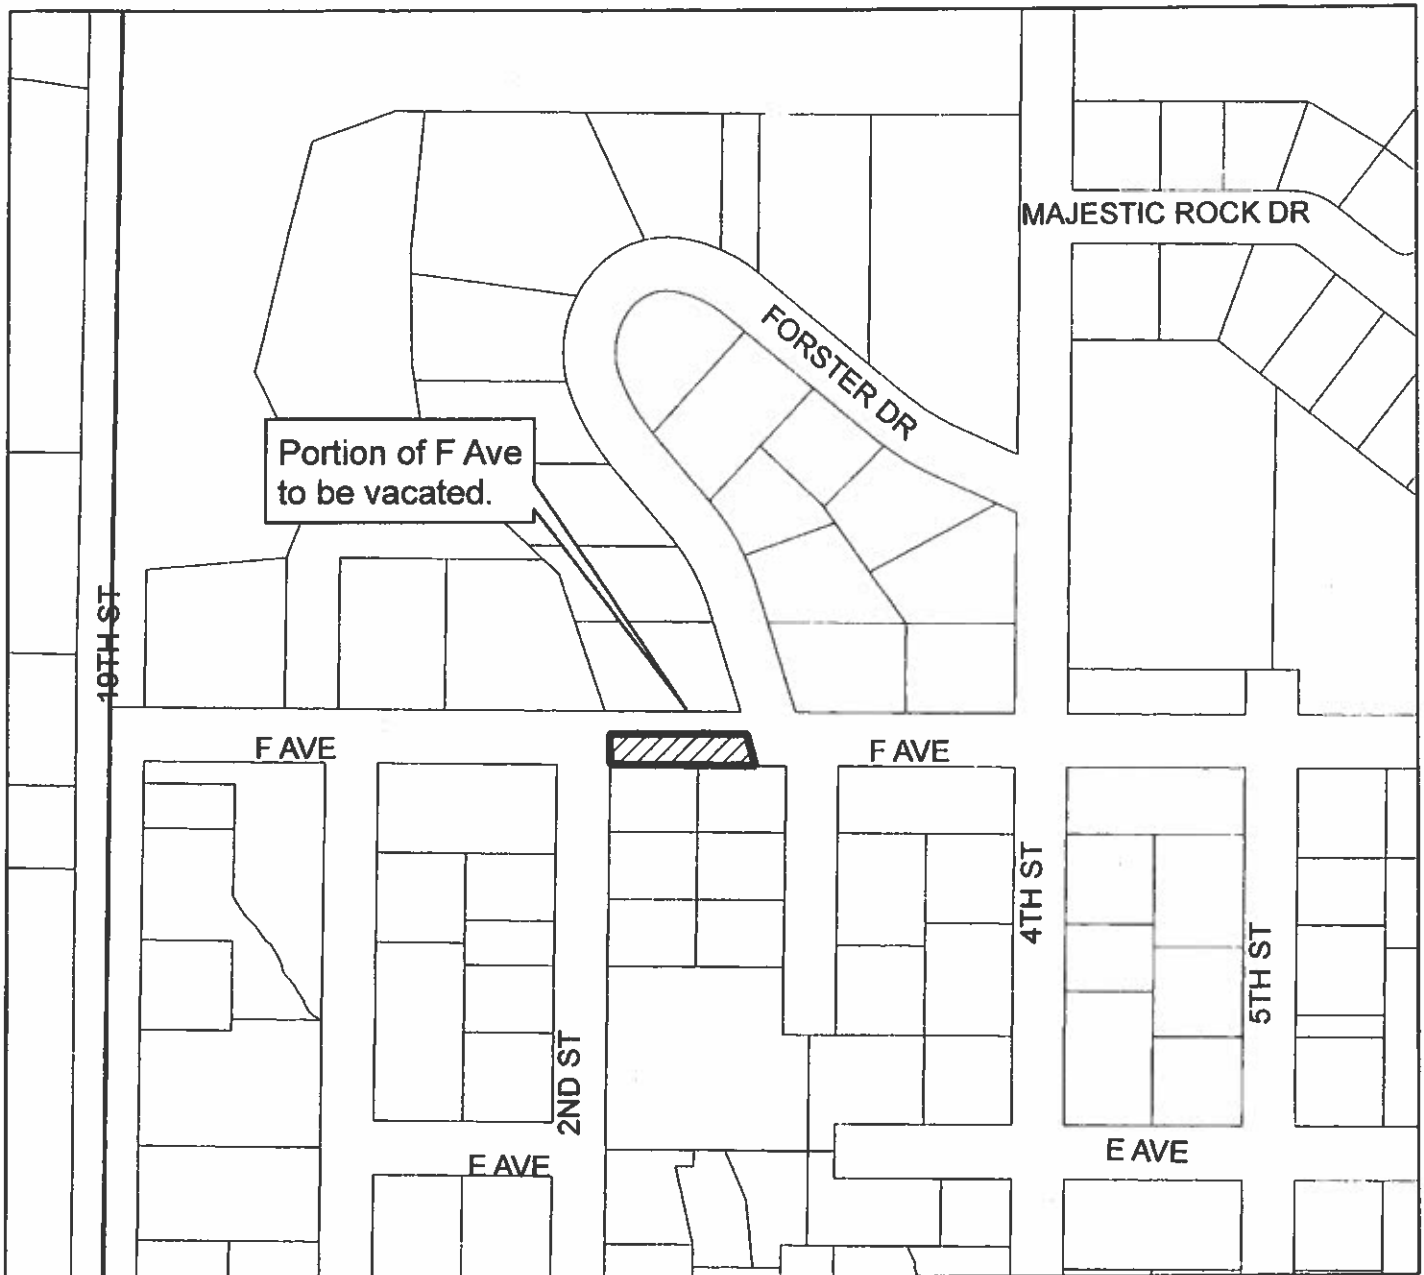 MAJESTIC ROCK DR
FORSTER DR
Portion of F Ave
to be vacated.
19TH ST
F AVE
F AVE
4TH ST
5TH ST
2ND ST
E AVE
E AVE